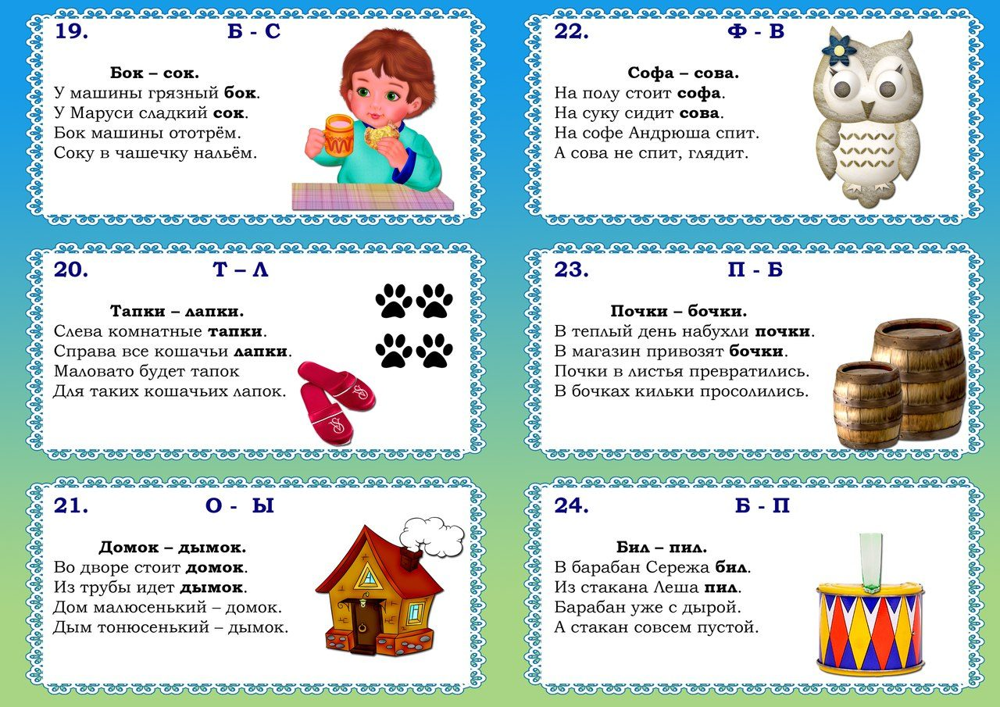 19. Б - С
Бок – сок.
У машины грязный бок.
У Маруси сладкий сок.
Бок машины ототрём.
Соку в чашечку нальём.
20. Т – Л
Тапки – лапки.
Слева комнатные тапки.
Справа все кошачьи лапки.
Маловато будет тапок
Для таких кошачьих лапок.
21. О - Ы
Домок – дымок.
Во дворе стоит домок.
Из трубы идет дымок.
Дом малюсенький – домок.
Дым тонюсенький – дымок.
22. Ф - В
Софа – сова.
На полу стоит софа.
На суку сидит сова.
На софе Андрюша спит.
А сова не спит, глядит.
23. П - Б
Почки – бочки.
В теплый день набухли почки.
В магазин привозят бочки.
Почки в листья превратились.
В бочках кильки просолились.
24. Б - П
Бил – пил.
В барабан Сережа бил.
Из стакана Леша пил.
Барабан уже с дырой.
А стакан совсем пустой.